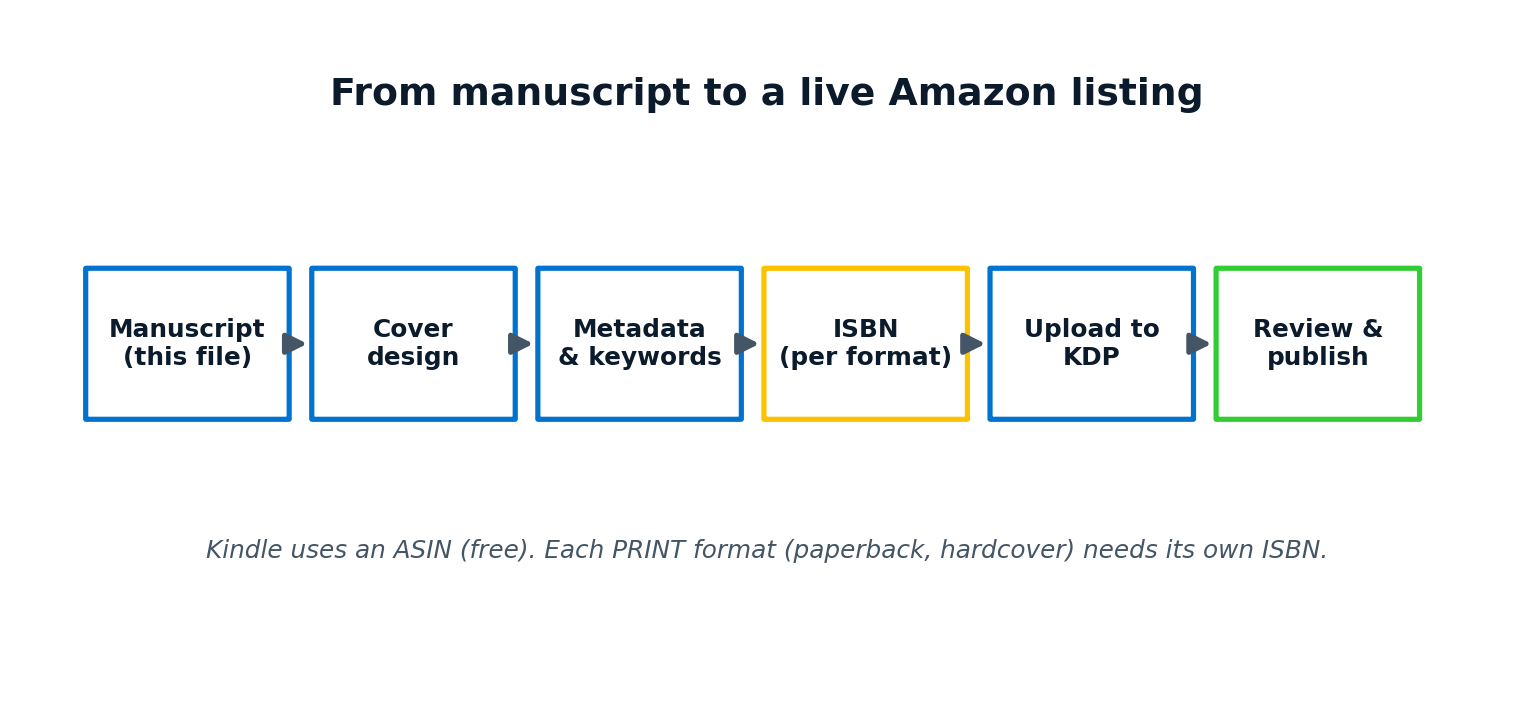 From manuscript to a live Amazon listing
Manuscript
(this file)
Cover
design
Metadata
& keywords
ISBN
(per format)
Upload to
KDP
Review &
publish
Kindle uses an ASIN (free). Each PRINT format (paperback, hardcover) needs its own ISBN.